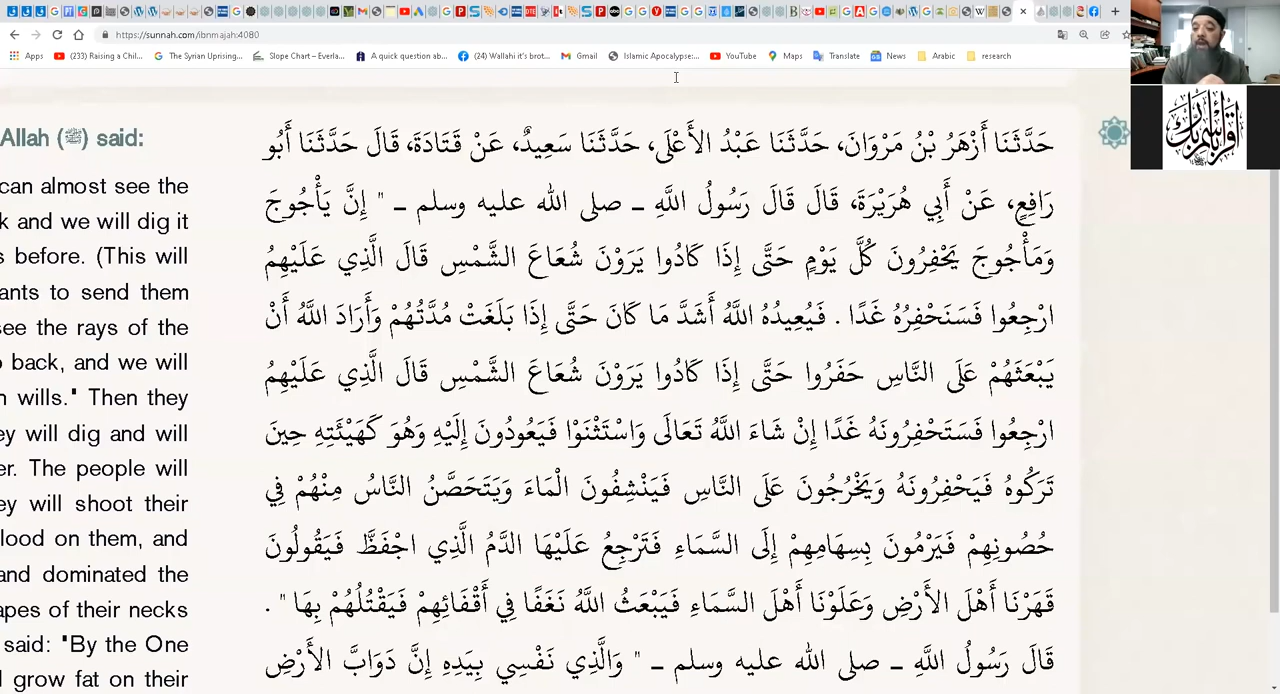 https://sunnah.com/ibnmajah:4080
Apps
(233) Raising a Chil...
The Syrian Uprising...
Slope Chart – Everla...
A quick question ab...
(24) Wallahi it's brot...
Gmail
Islamic Apocalypse:...
YouTube
Maps
Translate
News
Arabic
research
Allah (ﷺ) said:
can almost see the
k and we will dig it
s before. (This will
ants to send them
see the rays of the
o back, and we will
n wills." Then they
ey will dig and will
er. The people will
ey will shoot their
lood on them, and
and dominated the
apes of their necks
said: "By the One
l grow fat on their
حَدَّثَنَا أَزْهَرُ بْنُ مَرْوَانَ، حَدَّثَنَا عَبْدُ الأَعْلَى، حَدَّثَنَا سَعِيدٌ، عَنْ قَتَادَةَ، قَالَ حَدَّثَنَا أَبُو
رَافِعٍ، عَنْ أَبِي هُرَيْرَةَ، قَالَ قَالَ رَسُولُ اللَّهِ ـ صلى الله عليه وسلم ـ " إِنَّ يَأْجُوجَ
وَمَأْجُوجَ يَحْفِرُونَ كُلَّ يَوْمٍ حَتَّى إِذَا كَادُوا يَرَوْنَ شُعَاعَ الشَّمْسِ قَالَ الَّذِي عَلَيْهِمُ
ارْجِعُوا فَسَنَحْفِرُهُ غَدًا . فَيُعِيدُهُ اللَّهُ أَشَدَّ مَا كَانَ حَتَّى إِذَا بَلَغَتْ مُدَّتُهُمْ وَأَرَادَ اللَّهُ أَنْ
يَبْعَثَهُمْ عَلَى النَّاسِ حَفَرُوا حَتَّى إِذَا كَادُوا يَرَوْنَ شُعَاعَ الشَّمْسِ قَالَ الَّذِي عَلَيْهِمُ
ارْجِعُوا فَسَتَحْفِرُونَهُ غَدًا إِنْ شَاءَ اللَّهُ تَعَالَى وَاسْتَثْنَوْا فَيَعُودُونَ إِلَيْهِ وَهُوَ كَهَيْئَتِهِ حِينَ
تَرَكُوهُ فَيَحْفِرُونَهُ وَيَخْرُجُونَ عَلَى النَّاسِ فَيَنْشِفُونَ الْمَاءَ وَيَتَحَصَّنُ النَّاسُ مِنْهُمْ فِي
حُصُونِهِمْ فَيَرْمُونَ بِسِهَامِهِمْ إِلَى السَّمَاءِ فَتَرْجِعُ عَلَيْهَا الدَّمُ الَّذِي اجْفَظَّ فَيَقُولُونَ
قَهَرْنَا أَهْلَ الأَرْضِ وَعَلَوْنَا أَهْلَ السَّمَاءِ فَيَبْعَثُ اللَّهُ نَغَفًا فِي أَقْفَائِهِمْ فَيَقْتُلُهُمْ بِهَا " .
قَالَ رَسُولُ اللَّهِ ـ صلى الله عليه وسلم ـ " وَالَّذِي نَفْسِي بِيَدِهِ إِنَّ دَوَابَّ الأَرْضِ